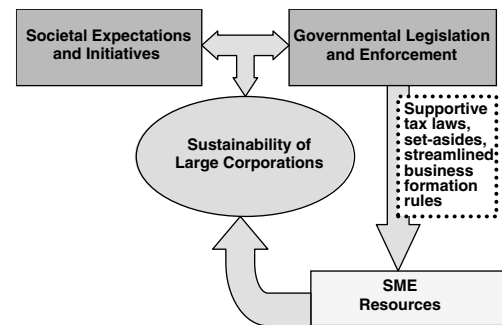 Societal Expectations
and Initiatives
Governmental Legislation
and Enforcement
Supportive
tax laws,
set-asides,
streamlined
business
formation
rules
Sustainability of
Large Corporations
SME
Resources